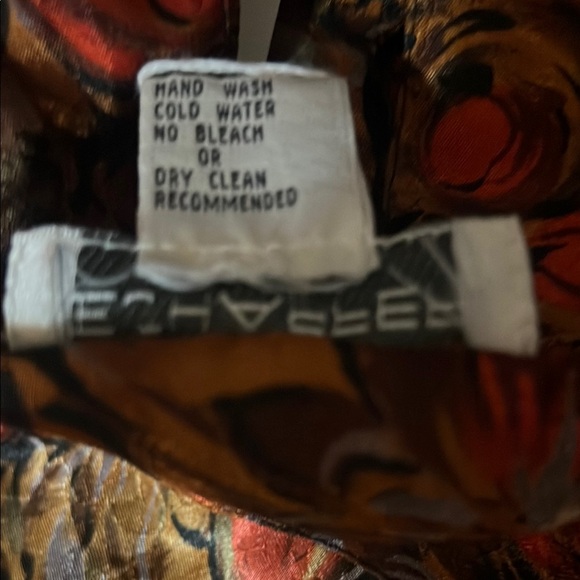 HAND WASH
COLD WATER
NO BLEACH
OR
DRY CLEAN
RECOMMENDED